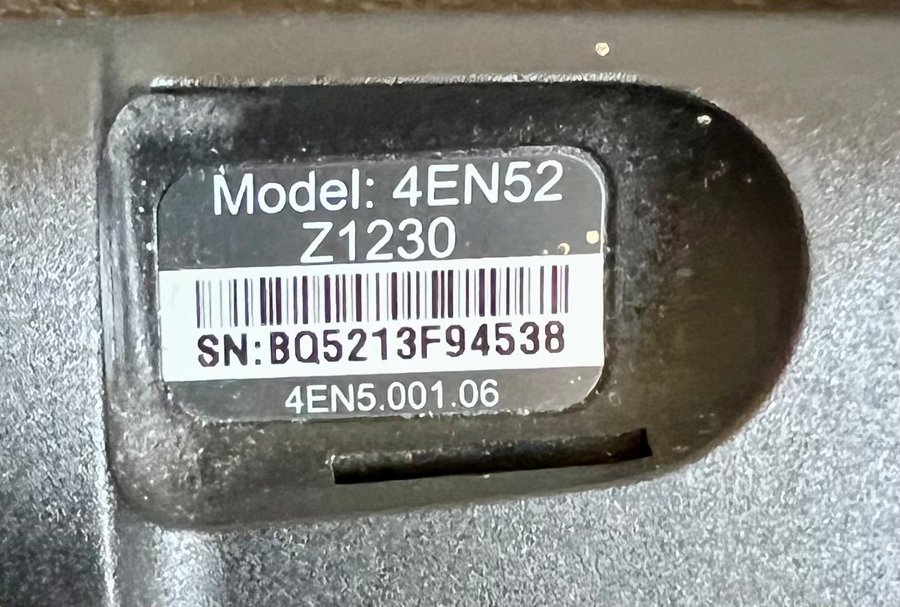 Model: 4EN52
Z1230
SN:BQ5213F94538
4EN5.001.06